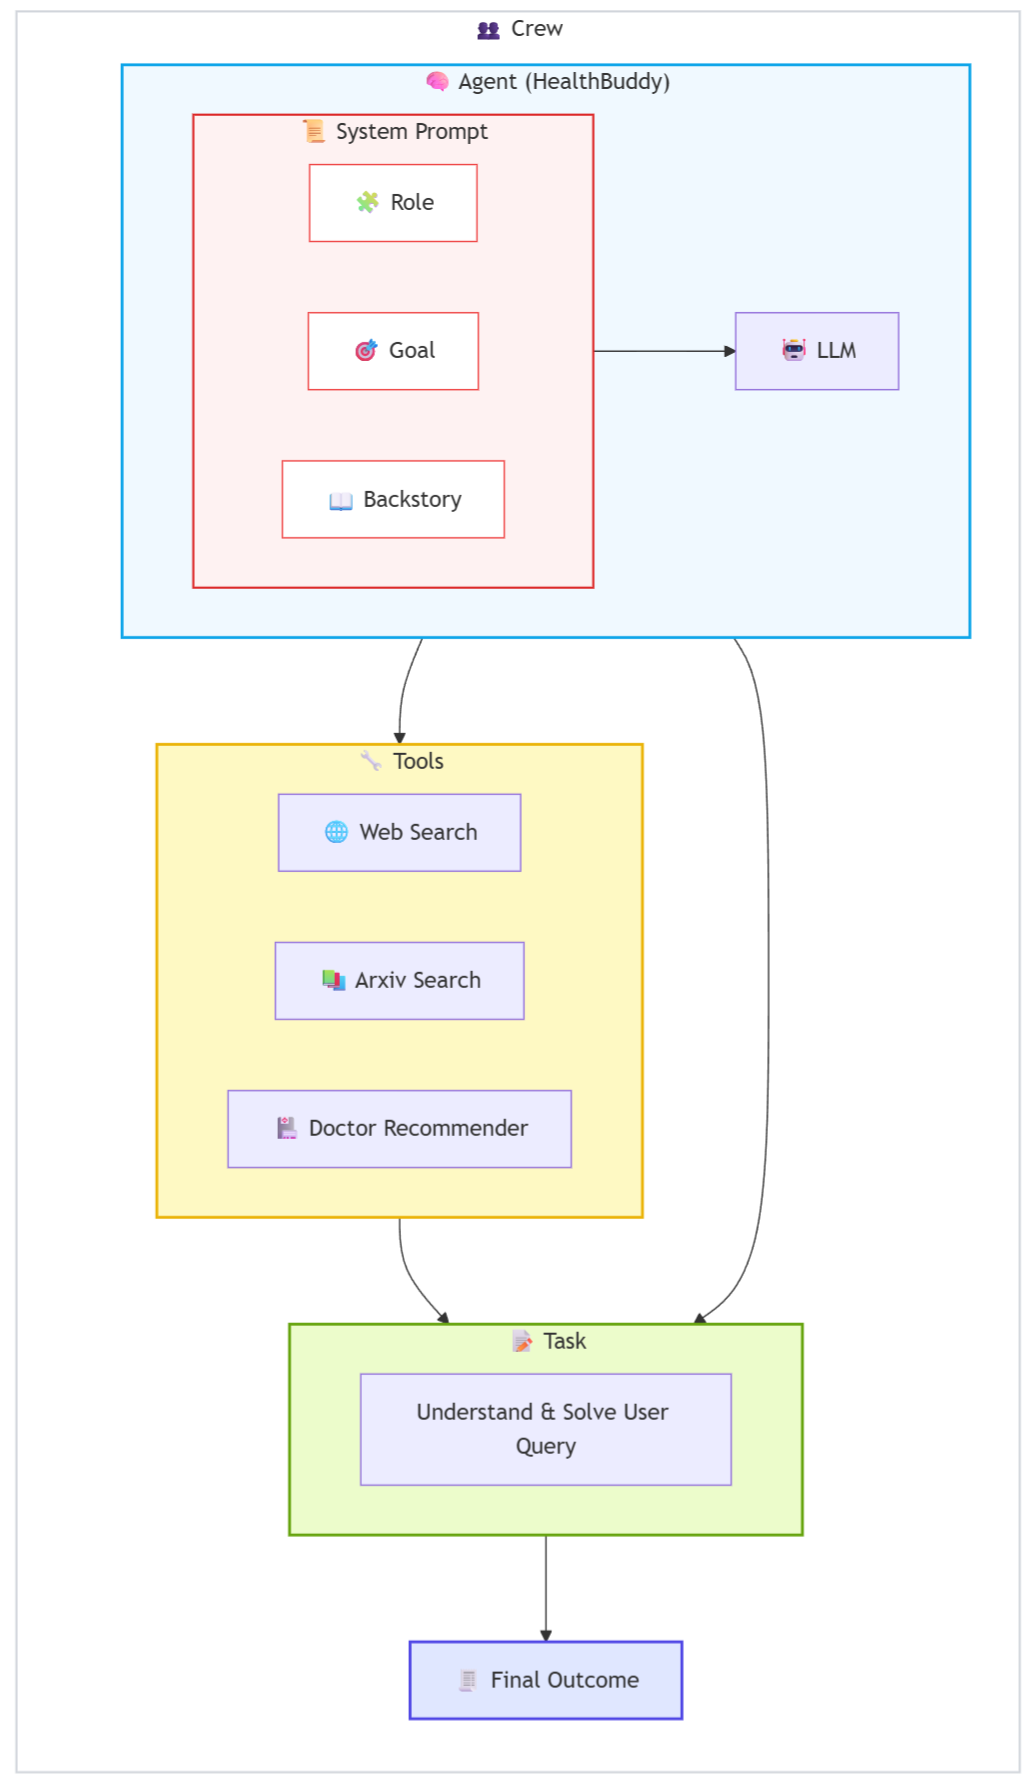 Crew
Agent (HealthBuddy)
System Prompt
Role
Goal
LLM
Backstory
Tools
Web Search
Arxiv Search
Doctor Recommender
Task
Understand & Solve User
Query
Final Outcome